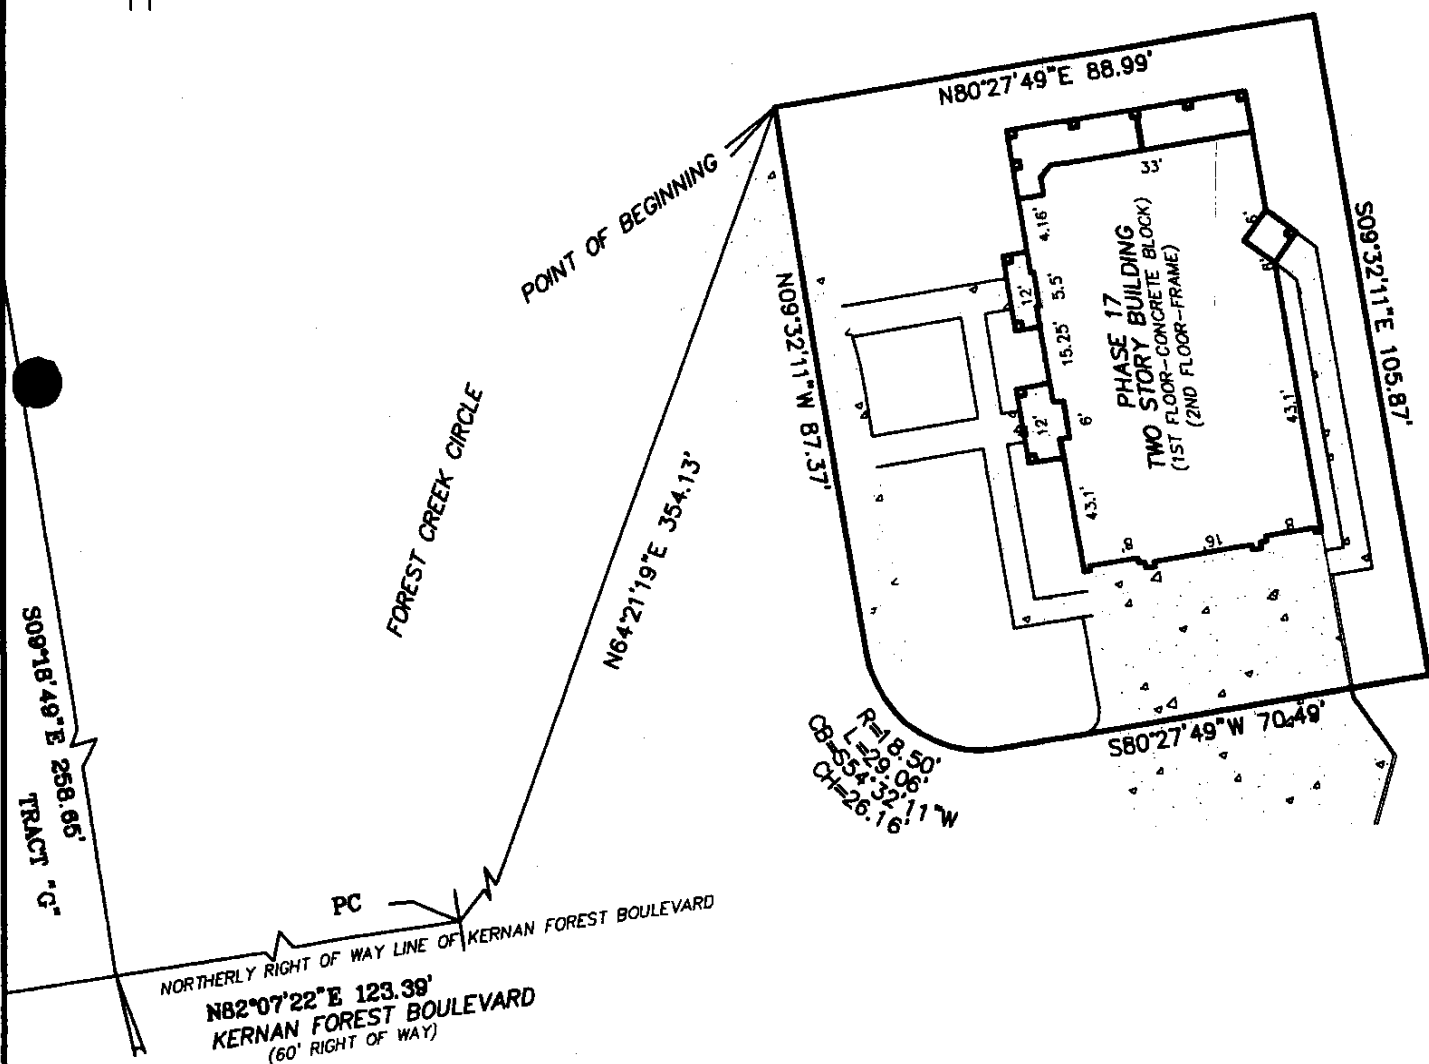 N80°27'49"E 88.99'
POINT OF BEGINNING
33'
6'
4.16'
S09°32'11"E 105.87'
PHASE 17
TWO STORY BUILDING
(1ST FLOOR-CONCRETE BLOCK)
(2ND FLOOR-FRAME)
6'
12'
5.5'
N09°32'11"W 87.37'
15.25'
FOREST CREEK CIRCLE
12'
6'
43.1'
43.1'
N64°21'19"E 354.13'
8'
16'
8
S09°18'49"E 258.65'
TRACT "G"
R=18.50'
L=29.06'
CB=S54°32'11"W
CH=26.16'
S80°27'49"W 70.49'
PC
NORTHERLY RIGHT OF WAY LINE OF KERNAN FOREST BOULEVARD
N82°07'22"E 123.39'
KERNAN FOREST BOULEVARD
(60' RIGHT OF WAY)